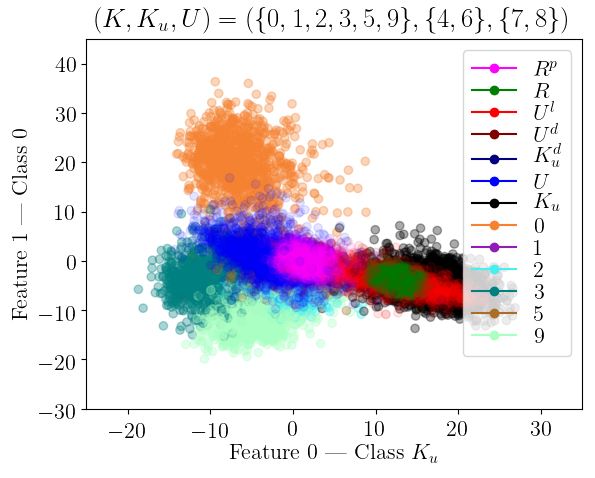 (K, K_u, U) = ({0, 1, 2, 3, 5, 9}, {4, 6}, {7, 8})
R^p
R
U^l
U^d
K_u^d
U
K_u
0
1
2
3
5
9
40
30
20
10
0
−10
−20
−30
Feature 1 — Class 0
−20 −10 0 10 20 30
Feature 0 — Class K_u